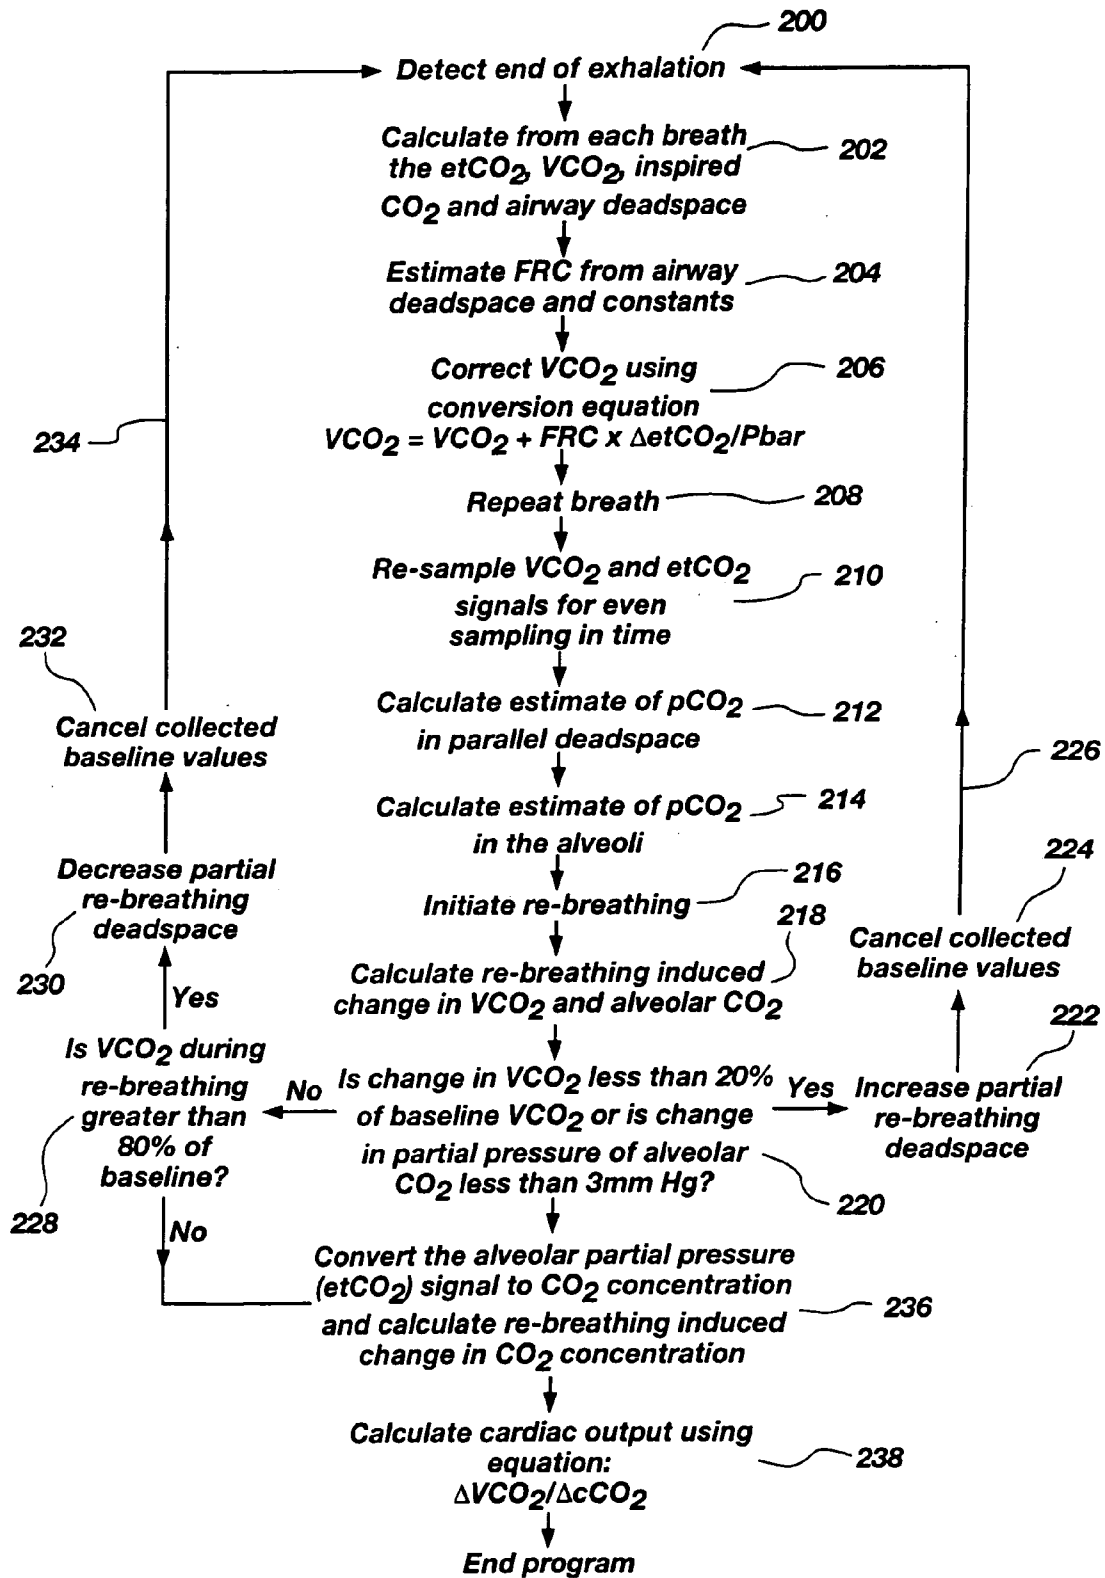 200
Detect end of exhalation
Calculate from each breath
the etCO2, VCO2, inspired
CO2 and airway deadspace
202
Estimate FRC from airway
deadspace and constants
204
Correct VCO2 using
conversion equation
VCO2 = VCO2 + FRC x ΔetCO2/Pbar
206
234
Repeat breath
208
Re-sample VCO2 and etCO2
signals for even
sampling in time
210
232
Cancel collected
baseline values
Calculate estimate of pCO2
in parallel deadspace
212
226
Calculate estimate of pCO2
in the alveoli
214
224
Decrease partial
re-breathing
deadspace
230
Initiate re-breathing
216
218
Cancel collected
baseline values
Calculate re-breathing induced
change in VCO2 and alveolar CO2
222
Yes
Is VCO2 during
re-breathing
greater than
80% of
baseline?
228
No
Is change in VCO2 less than 20%
of baseline VCO2 or is change
in partial pressure of alveolar
CO2 less than 3mm Hg?
220
Yes
Increase partial
re-breathing
deadspace
No
Convert the alveolar partial pressure
(etCO2) signal to CO2 concentration
and calculate re-breathing induced
change in CO2 concentration
236
Calculate cardiac output using
equation:
ΔVCO2/ΔcCO2
238
End program